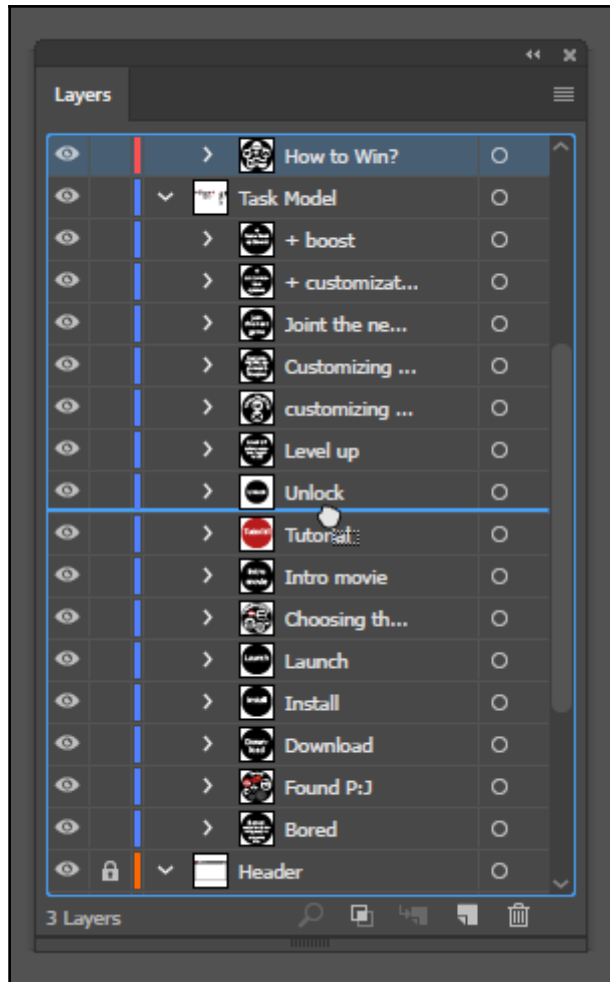 Layers
How to Win?
Task Model
+ boost
+ customizat...
Joint the ne...
Customizing ...
customizing ...
Level up
Unlock
Tutorial
Intro movie
Choosing th...
Launch
Install
Download
Found P:J
Bored
Header
3 Layers